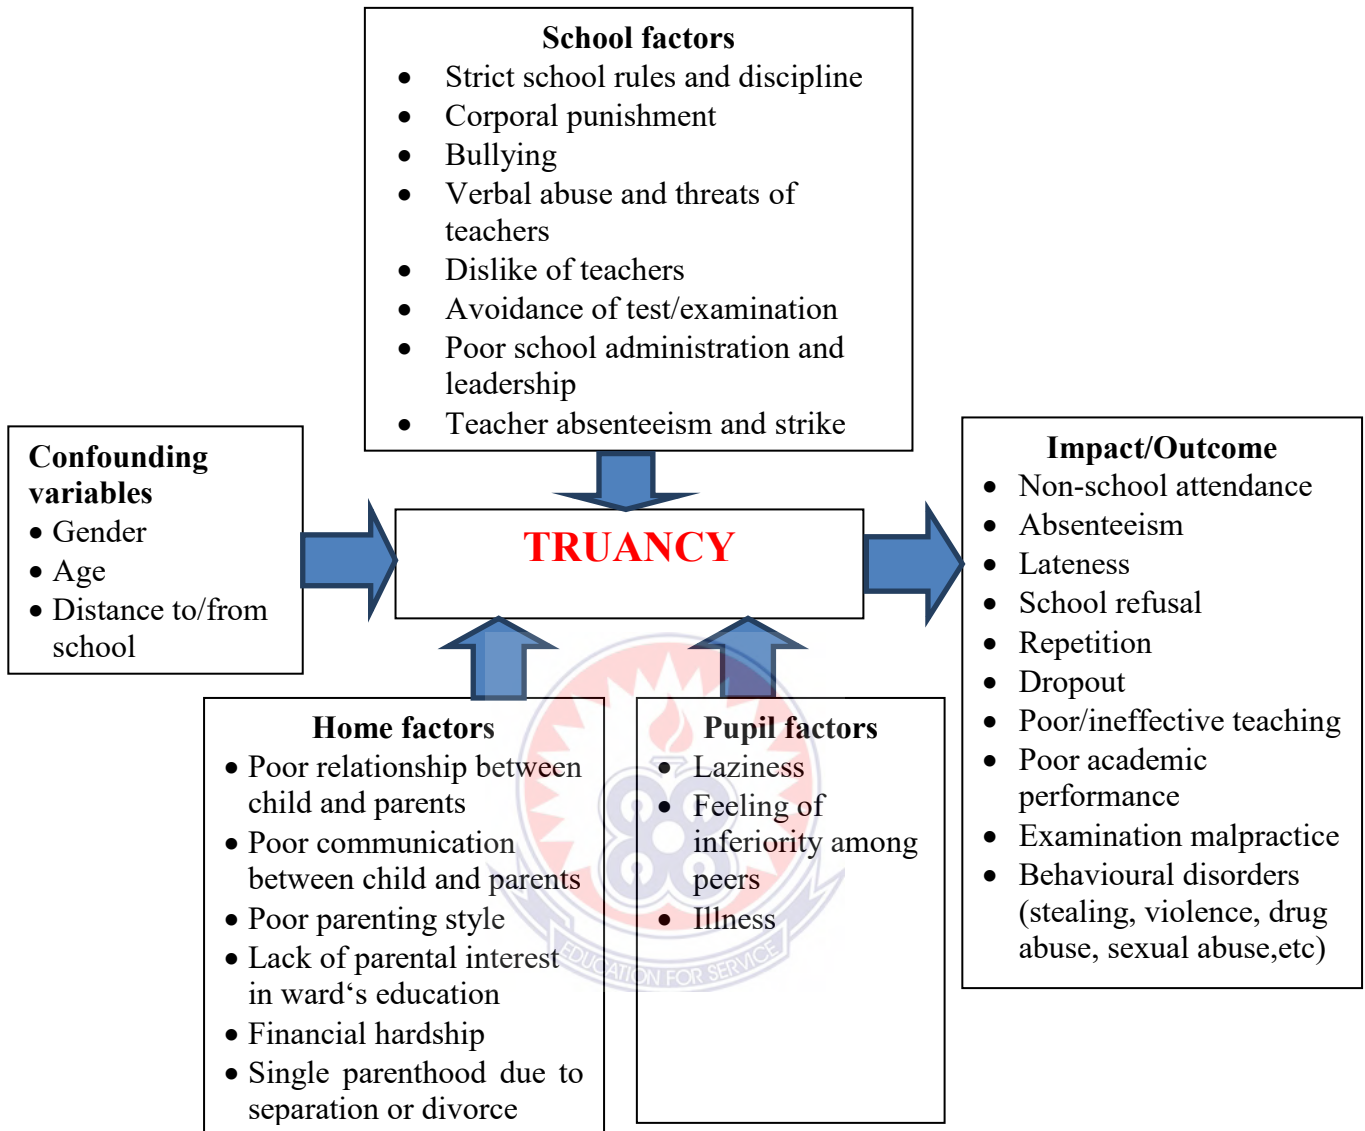 School factors
• Strict school rules and discipline
• Corporal punishment
• Bullying
• Verbal abuse and threats of
teachers
• Dislike of teachers
• Avoidance of test/examination
• Poor school administration and
leadership
• Teacher absenteeism and strike
Confounding
variables
• Gender
• Age
• Distance to/from
school
TRUANCY
Impact/Outcome
• Non-school attendance
• Absenteeism
• Lateness
• School refusal
• Repetition
• Dropout
• Poor/ineffective teaching
• Poor academic
performance
• Examination malpractice
• Behavioural disorders
(stealing, violence, drug
abuse, sexual abuse,etc)
Home factors
• Poor relationship between
child and parents
• Poor communication
between child and parents
• Poor parenting style
• Lack of parental interest
in ward‘s education
• Financial hardship
• Single parenthood due to
separation or divorce
Pupil factors
• Laziness
• Feeling of
inferiority among
peers
• Illness
EDUCATION FOR SERVICE